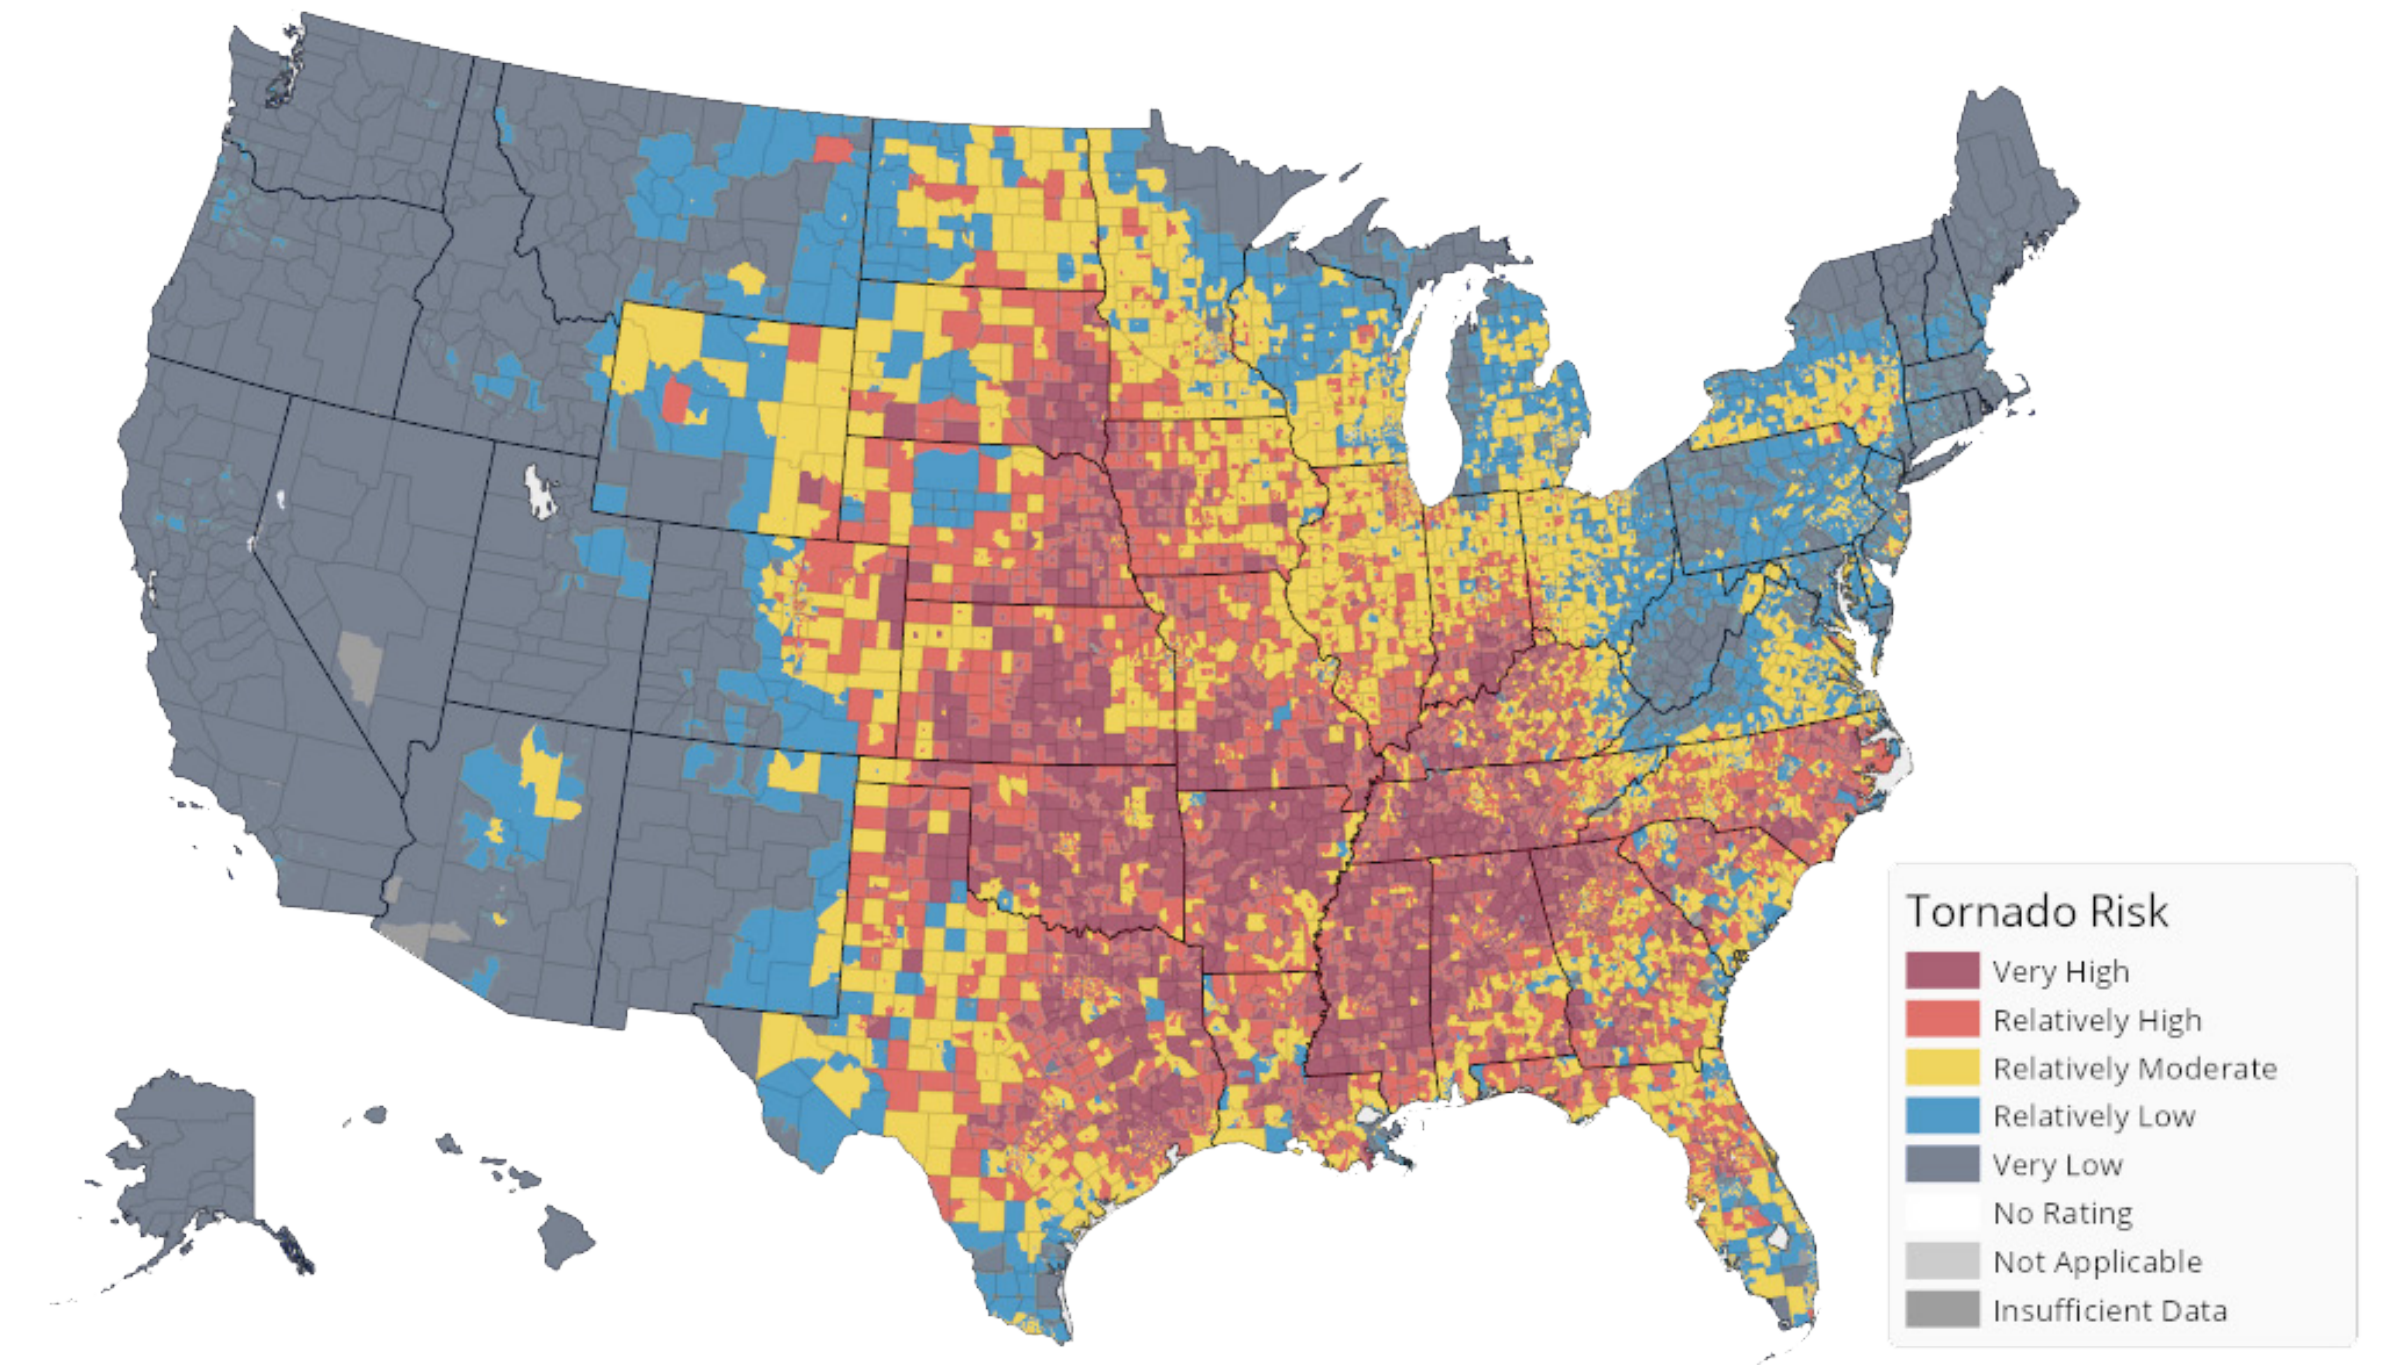 Tornado Risk
Very High
Relatively High
Relatively Moderate
Relatively Low
Very Low
No Rating
Not Applicable
Insufficient Data